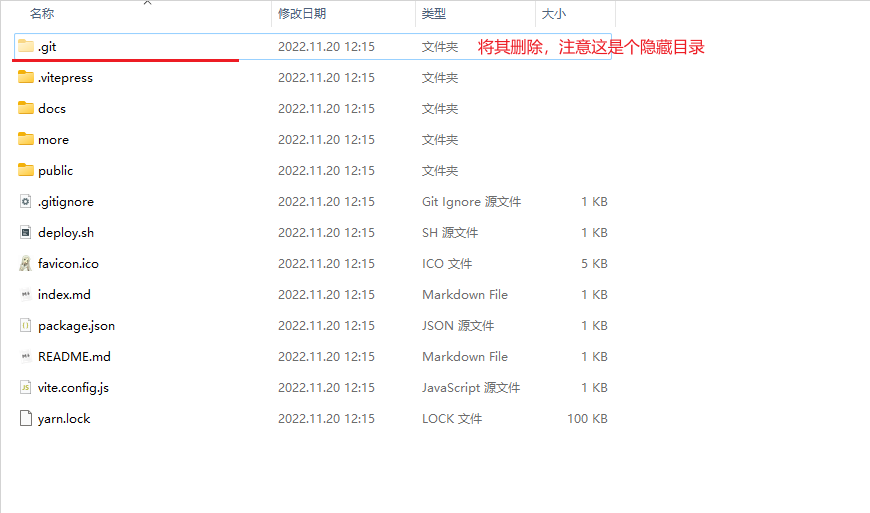 名称 修改日期 类型 大小
.git 2022.11.20 12:15 文件夹 将其删除，注意这是个隐藏目录
.vitepress 2022.11.20 12:15 文件夹
docs 2022.11.20 12:15 文件夹
more 2022.11.20 12:15 文件夹
public 2022.11.20 12:15 文件夹
.gitignore 2022.11.20 12:15 Git Ignore 源文件 1 KB
deploy.sh 2022.11.20 12:15 SH 源文件 1 KB
favicon.ico 2022.11.20 12:15 ICO 文件 5 KB
index.md 2022.11.20 12:15 Markdown File 1 KB
package.json 2022.11.20 12:15 JSON 源文件 1 KB
README.md 2022.11.20 12:15 Markdown File 1 KB
vite.config.js 2022.11.20 12:15 JavaScript 源文件 1 KB
yarn.lock 2022.11.20 12:15 LOCK 文件 100 KB